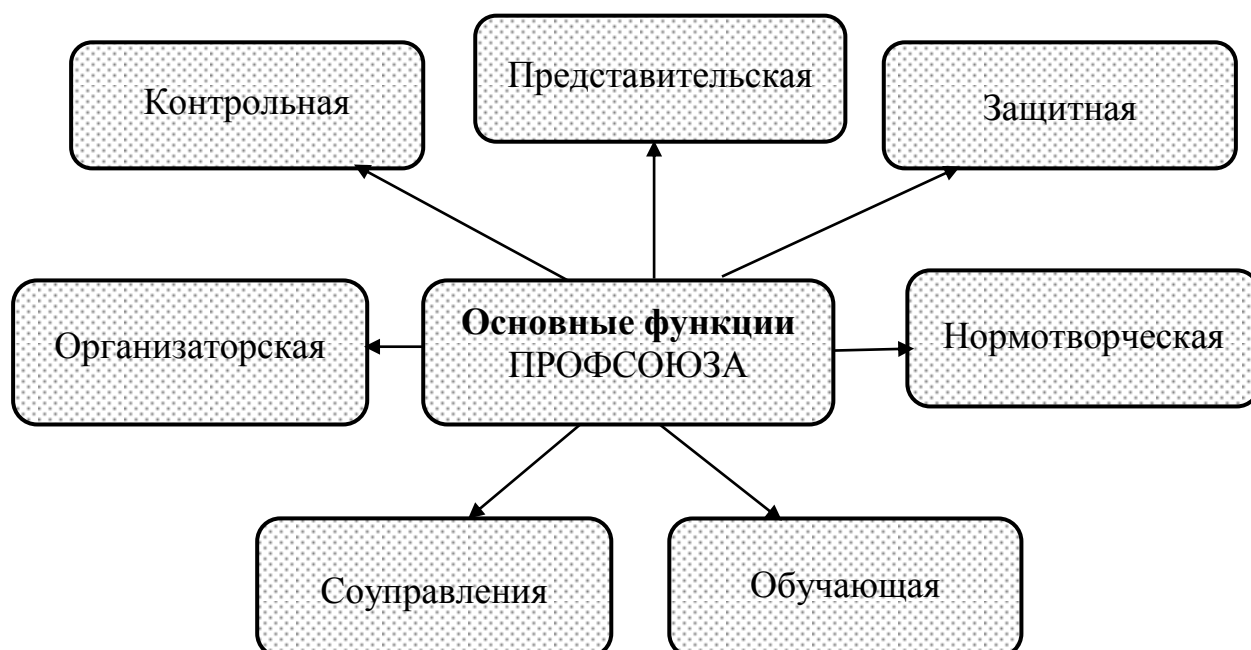 Контрольная
Представительская
Защитная
Организаторская
Основные функции
ПРОФСОЮЗА
Нормотворческая
Соуправления
Обучающая